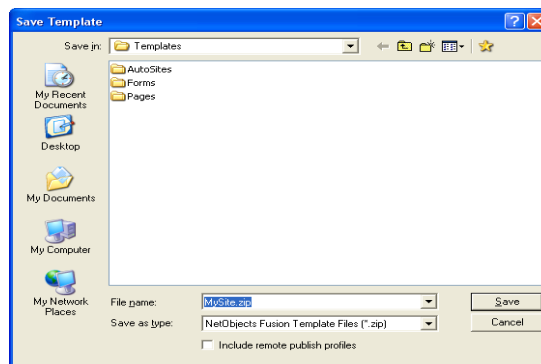 Save Template
Save in:
Templates
AutoSites
Forms
Pages
My Recent
Documents
Desktop
My Documents
My Computer
My Network
Places
File name:
MySite.zip
Save
Save as type:
NetObjects Fusion Template Files (*.zip)
Cancel
Include remote publish profiles